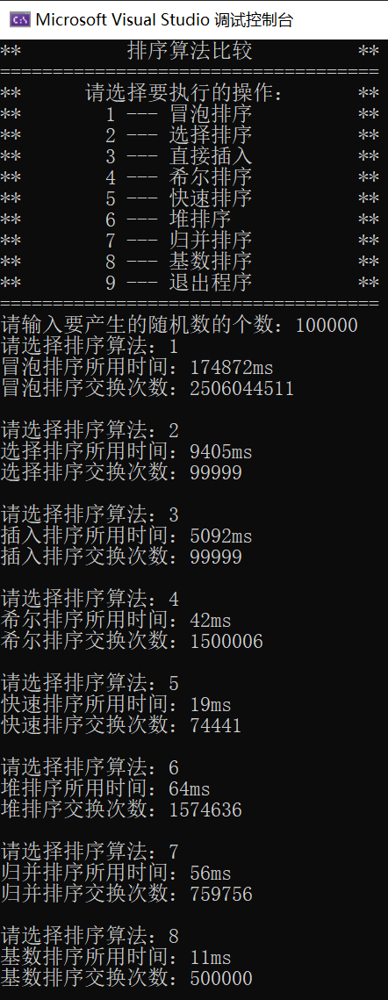 Microsoft Visual Studio 调试控制台
** 排序算法比较 **
====================================
** 请选择要执行的操作： **
** 1 --- 冒泡排序 **
** 2 --- 选择排序 **
** 3 --- 直接插入 **
** 4 --- 希尔排序 **
** 5 --- 快速排序 **
** 6 --- 堆排序 **
** 7 --- 归并排序 **
** 8 --- 基数排序 **
** 9 --- 退出程序 **
====================================
请输入要产生的随机数的个数：100000
请选择排序算法：1
冒泡排序所用时间：174872ms
冒泡排序交换次数：2506044511
请选择排序算法：2
选择排序所用时间：9405ms
选择排序交换次数：99999
请选择排序算法：3
插入排序所用时间：5092ms
插入排序交换次数：99999
请选择排序算法：4
希尔排序所用时间：42ms
希尔排序交换次数：1500006
请选择排序算法：5
快速排序所用时间：19ms
快速排序交换次数：74441
请选择排序算法：6
堆排序所用时间：64ms
堆排序交换次数：1574636
请选择排序算法：7
归并排序所用时间：56ms
归并排序交换次数：759756
请选择排序算法：8
基数排序所用时间：11ms
基数排序交换次数：500000